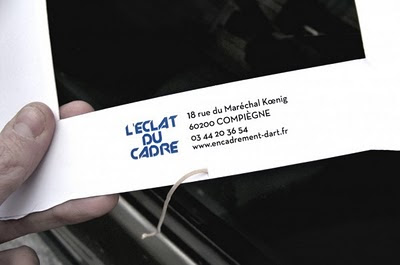 L'ECLAT
DU
CADRE
18 rue du Maréchal Kœnig
60200 COMPIÈGNE
03 44 20 36 54
www.encadrement-dart.fr